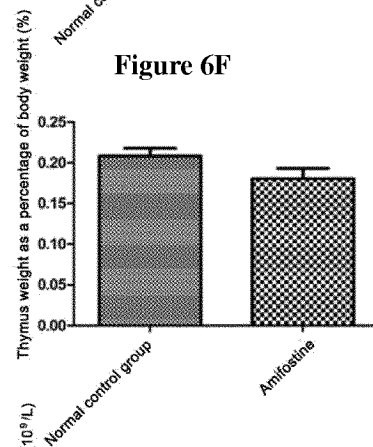 Normal c
Figure 6F
Thymus weight as a percentage of body weight (%)
0.25
0.20
0.15
0.10
0.05
0.00
Normal control group
Amifostine
10⁹/L)